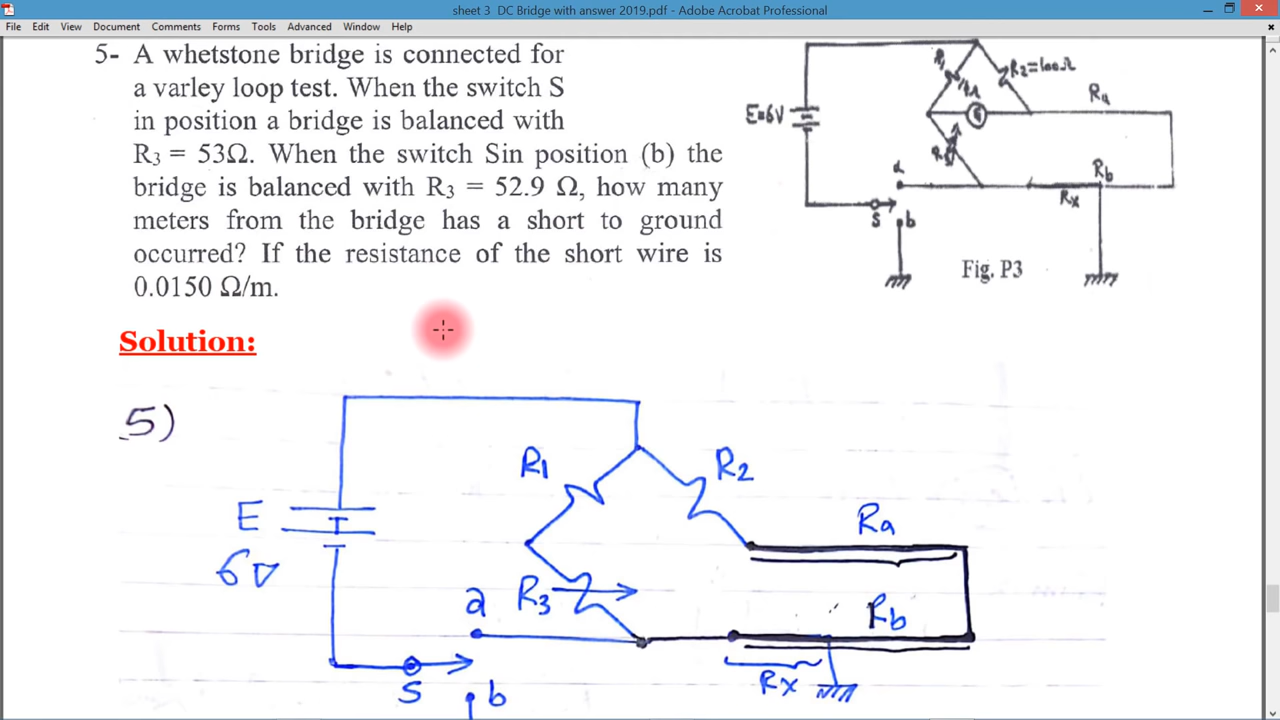 sheet 3 DC Bridge with answer 2019.pdf - Adobe Acrobat Professional
File Edit View Document Comments Forms Tools Advanced Window Help
5- A whetstone bridge is connected for
a varley loop test. When the switch S
in position a bridge is balanced with
R3 = 53Ω. When the switch Sin position (b) the
bridge is balanced with R3 = 52.9 Ω, how many
meters from the bridge has a short to ground
occurred? If the resistance of the short wire is
0.0150 Ω/m.
R2=100Ω
Ra
E=6V
G
a
Rb
Rx
S
b
Fig. P3
Solution:
5)
R1
R2
E
6V
Ra
a
R3
Rb
S
b
Rx